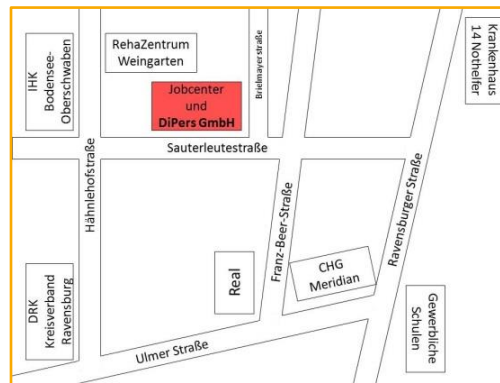 IHK
Bodensee-
Oberschwaben
RehaZentrum
Weingarten
Jobcenter
und
DiPers GmbH
Brielmayerstraße
Krankenhaus
14 Nothelfer
Sauterleutestraße
Hähnlehofstraße
Franz-Beer-Straße
Ravensburger Straße
DRK
Kreisverband
Ravensburg
Real
CHG
Meridian
Gewerbliche
Schulen
Ulmer Straße